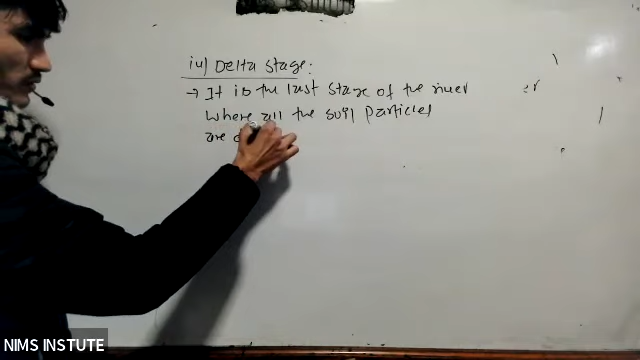 iv) Delta Stage:
→ It is the last stage of the river
where all the soil particles
are
NIMS INSTUTE